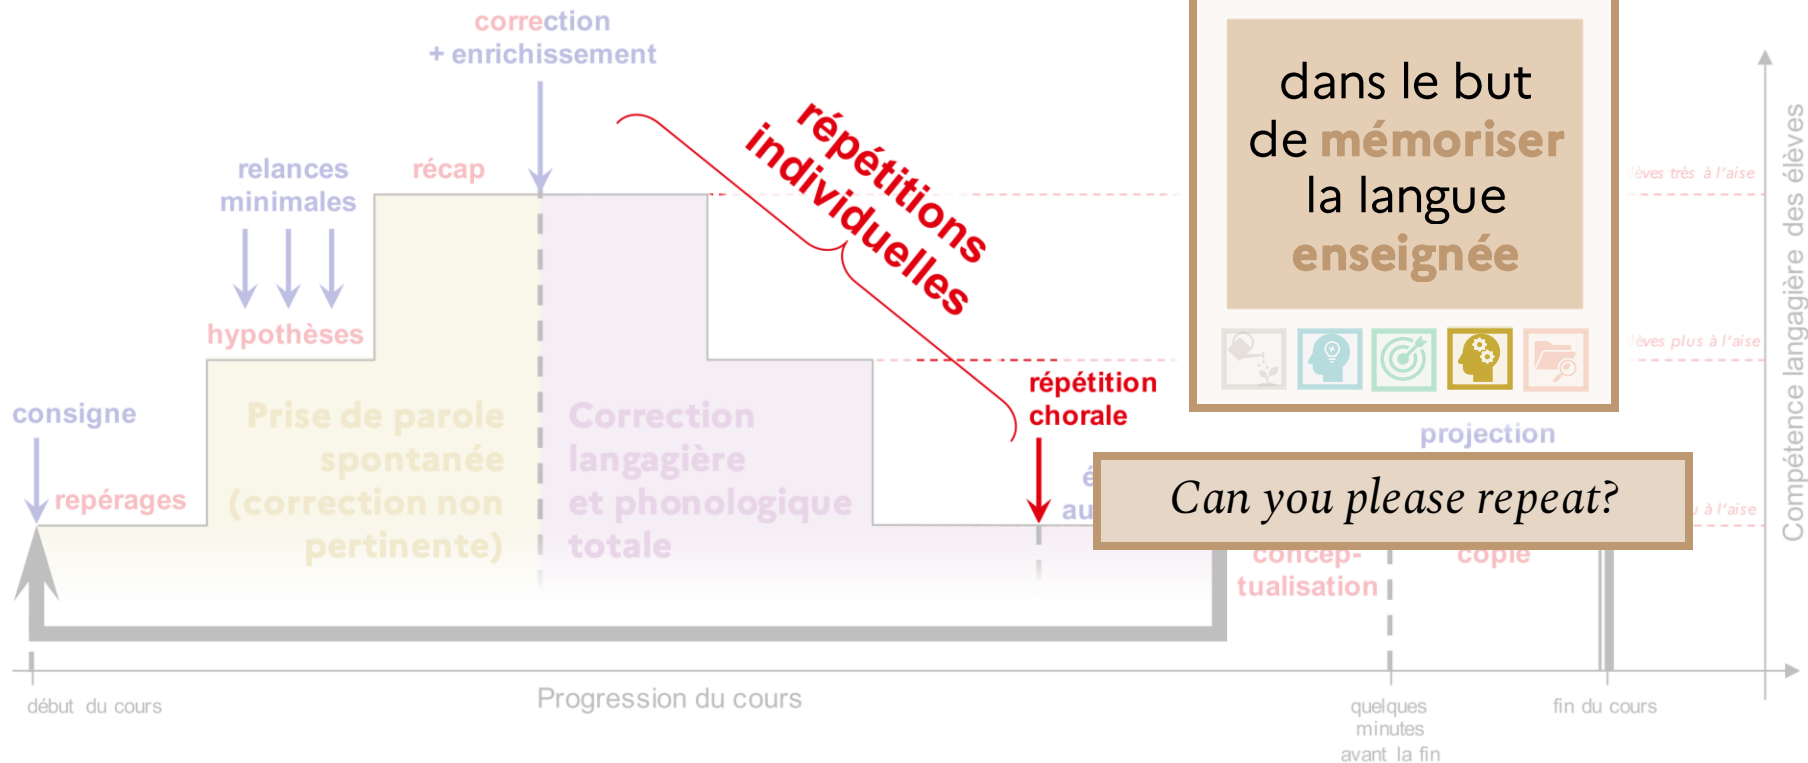 correction
+ enrichissement
relances
minimales
récap
hypothèses
consigne
repérages
Prise de parole
spontanée
(correction non
pertinente)
Correction
langagière
et phonologique
totale
répétitions
individuelles
répétition
chorale
dans le but
de mémoriser
la langue
enseignée
très à l'aise
plus à l'aise
à l'aise
projection
Can you please repeat?
concep-
tualisation
copie
Compétence langagière des élèves
début du cours
Progression du cours
quelques
minutes
avant la fin
fin du cours